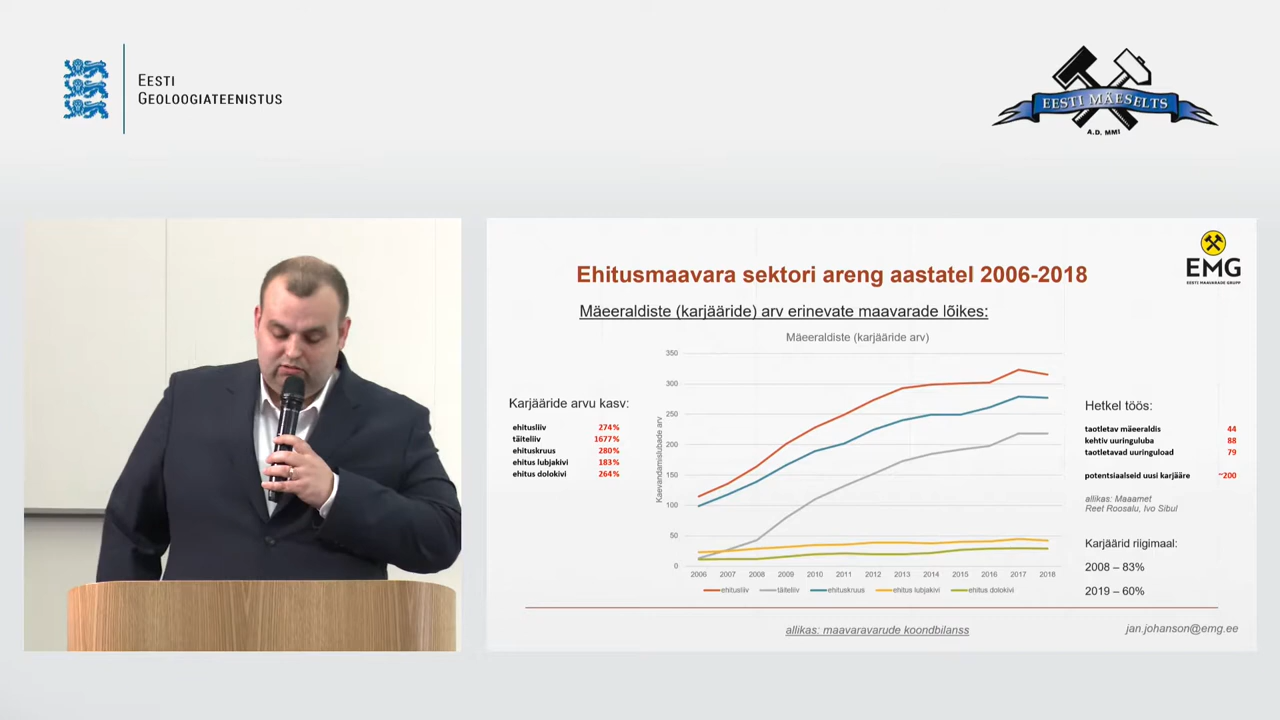 EESTI
GEOLOOGIATEENISTUS
EESTI MÄESELTS
A.D. MMI
EMG
EESTI MAAVARADE GRUPP
Ehitusmaavara sektori areng aastatel 2006-2018
Mäeeraldiste (karjääride) arv erinevate maavarade lõikes:
Mäeeraldiste (karjääride arv)
Karjääride arvu kasv:
ehitusliiv 274%
täiteliiv 1677%
ehituskruus 280%
ehitus lubjakivi 183%
ehitus dolokivi 264%
Kaevandamislubade arv
350
300
250
200
150
100
50
0
2006 2007 2008 2009 2010 2011 2012 2013 2014 2015 2016 2017 2018
ehitusliiv täiteliiv ehituskruus ehitus lubjakivi ehitus dolokivi
Hetkel töös:
taotletav mäeeraldis 44
kehtiv uuringuluba 88
taotletavad uuringuload 79
potentsiaalseid uusi karjääre ~200
allikas: Maaamet
Reet Roosalu, Ivo Sibul
Karjäärid riigimaal:
2008 – 83%
2019 – 60%
allikas: maavaravarude koondbilanss
jan.johanson@emg.ee